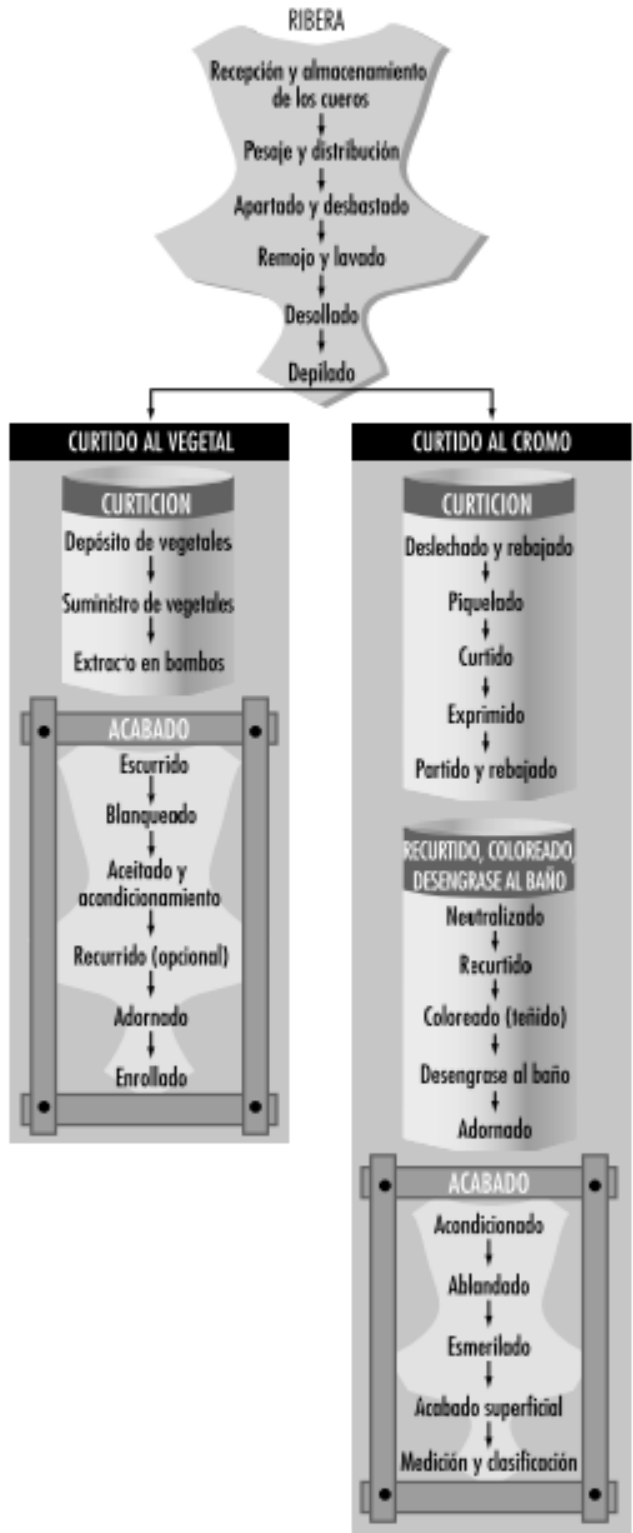 RIBERA
Recepción y almacenamiento
de los cueros
Pesaje y distribución
Apartado y desbastado
Remojo y lavado
Desollado
Depilado
CURTIDO AL VEGETAL
CURTICION
Depósito de vegetales
Suministro de vegetales
Extracto en bombos
ACABADO
Escurrido
Blanqueado
Aceitado y
acondicionamiento
Recurrido (opcional)
Adornado
Enrollado
CURTIDO AL CROMO
CURTICION
Deslechado y rebajado
Piquelado
Curtido
Exprimido
Partido y rebajado
RECURTIDO, COLOREADO,
DESENGRASE AL BAÑO
Neutralizado
Recurtido
Coloreado (teñido)
Desengrase al baño
Adornado
ACABADO
Acondicionado
Ablandado
Esmerilado
Acabado superficial
Medición y clasificación